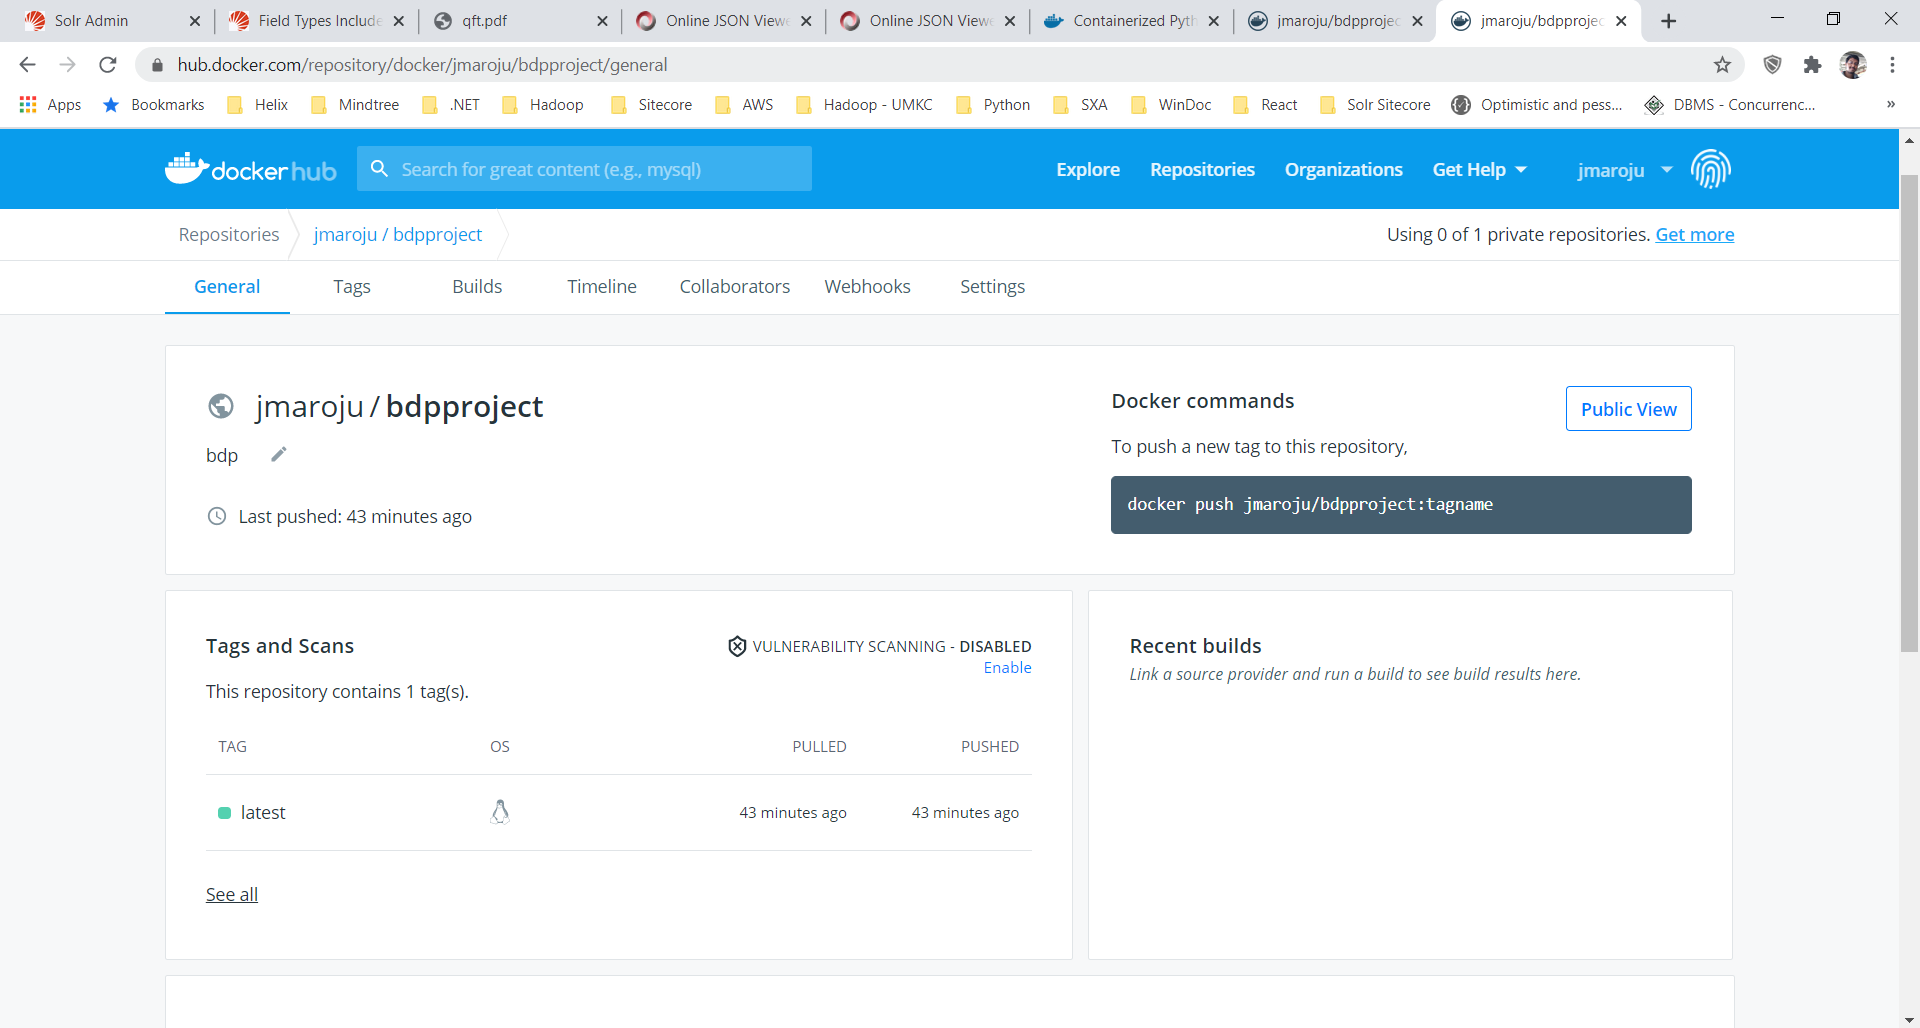 Solr Admin
Field Types Include
qft.pdf
Online JSON Viewe
Online JSON Viewe
Containerized Pyth
jmaroju/bdpprojec
jmaroju/bdpprojec
hub.docker.com/repository/docker/jmaroju/bdpproject/general
Apps Bookmarks Helix Mindtree .NET Hadoop Sitecore AWS Hadoop - UMKC Python SXA WinDoc React Solr Sitecore Optimistic and pess... DBMS - Concurrenc... »
docker hub
Search for great content (e.g., mysql)
Explore Repositories Organizations Get Help jmaroju
Repositories jmaroju / bdpproject
Using 0 of 1 private repositories. Get more
General Tags Builds Timeline Collaborators Webhooks Settings
jmaroju / bdpproject
bdp
Last pushed: 43 minutes ago
Docker commands
Public View
To push a new tag to this repository,
docker push jmaroju/bdpproject:tagname
Tags and Scans
VULNERABILITY SCANNING - DISABLED
Enable
This repository contains 1 tag(s).
TAG OS PULLED PUSHED
latest 43 minutes ago 43 minutes ago
See all
Recent builds
Link a source provider and run a build to see build results here.